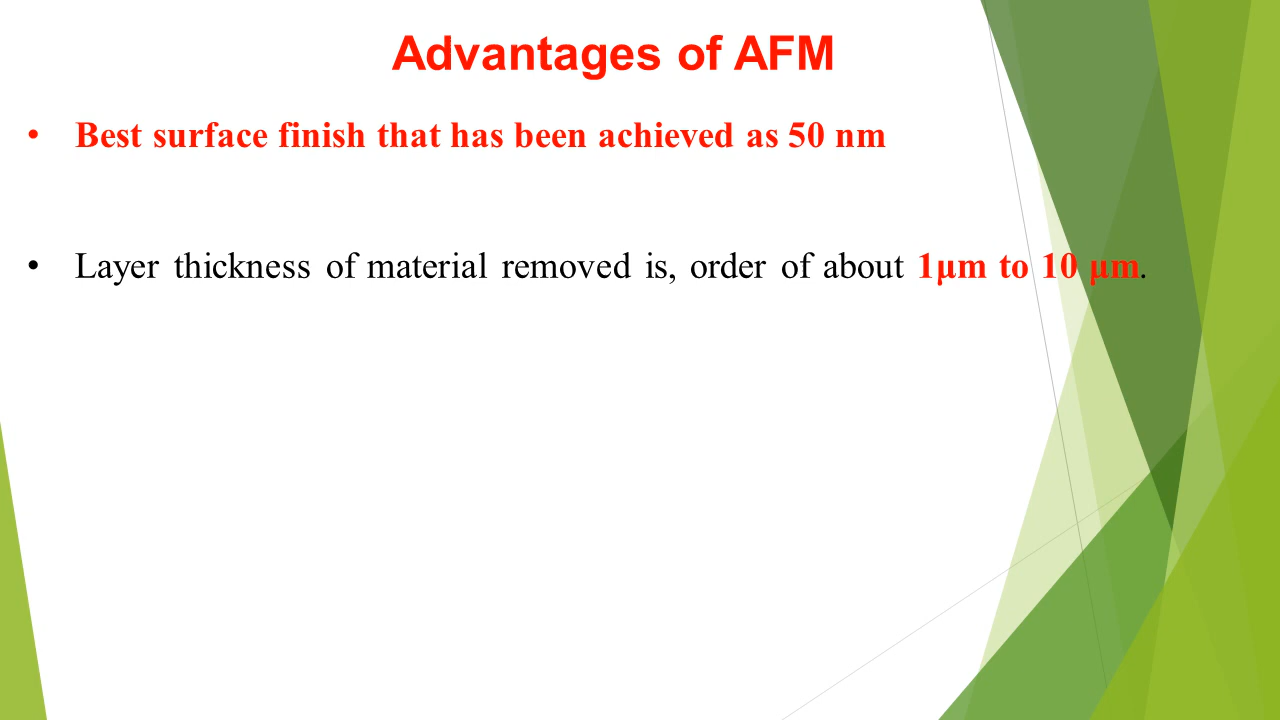 Advantages of AFM
• Best surface finish that has been achieved as 50 nm
• Layer thickness of material removed is, order of about 1μm to 10 μm.